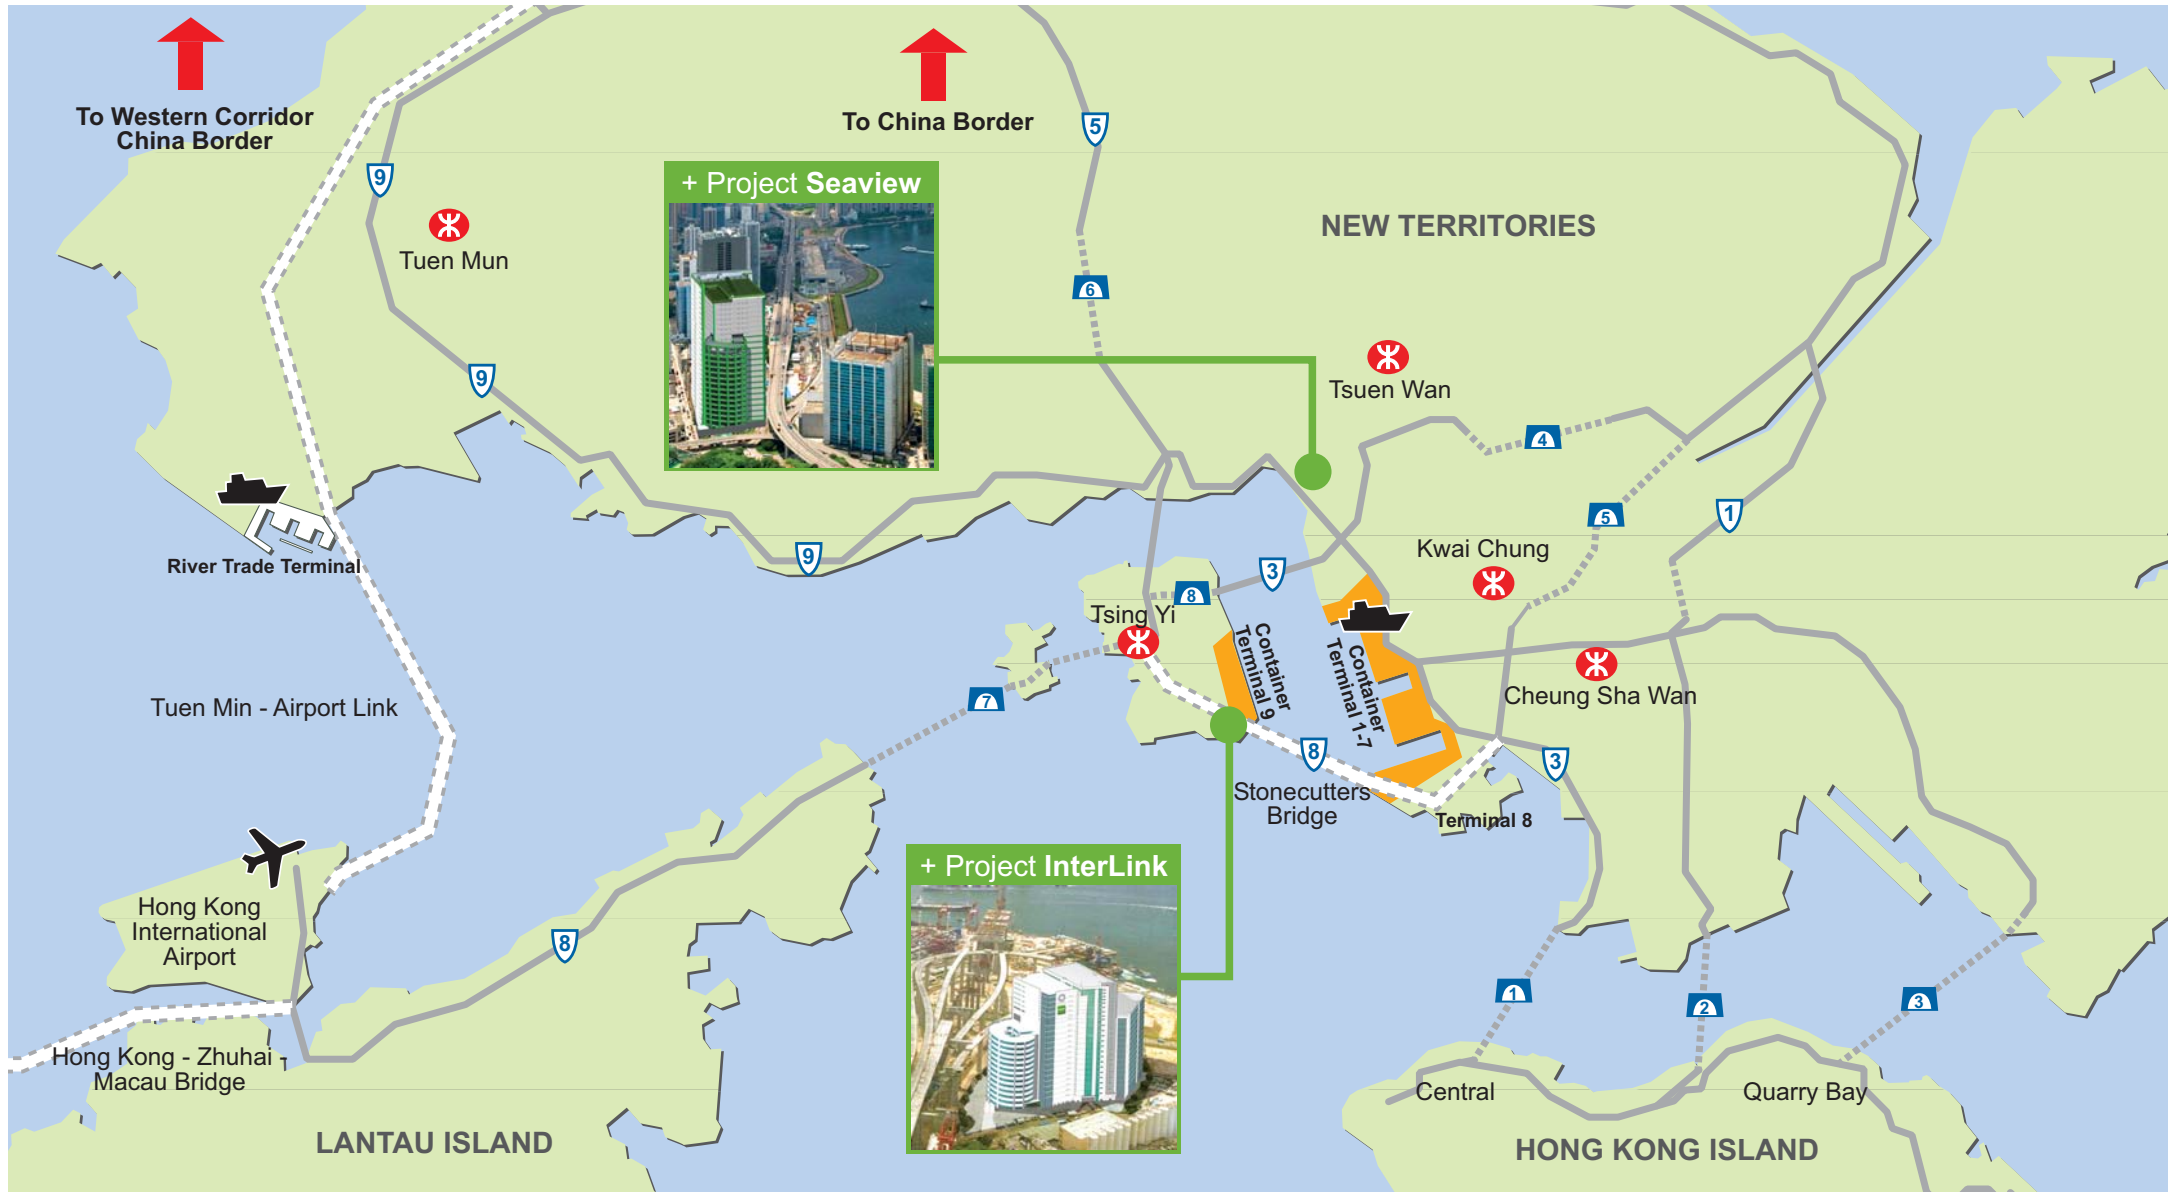 To Western Corridor
China Border
To China Border
5
9
+ Project Seaview
NEW TERRITORIES
Tuen Mun
6
Tsuen Wan
9
4
5
1
River Trade Terminal
9
Kwai Chung
3
8
Tsing Yi
Container
Terminal 9
Container
Terminal 1-7
Cheung Sha Wan
7
Tuen Min - Airport Link
8
3
Stonecutters
Bridge
Terminal 8
+ Project InterLink
Hong Kong
International
Airport
8
1
2
3
Hong Kong - Zhuhai -
Macau Bridge
Central
Quarry Bay
LANTAU ISLAND
HONG KONG ISLAND